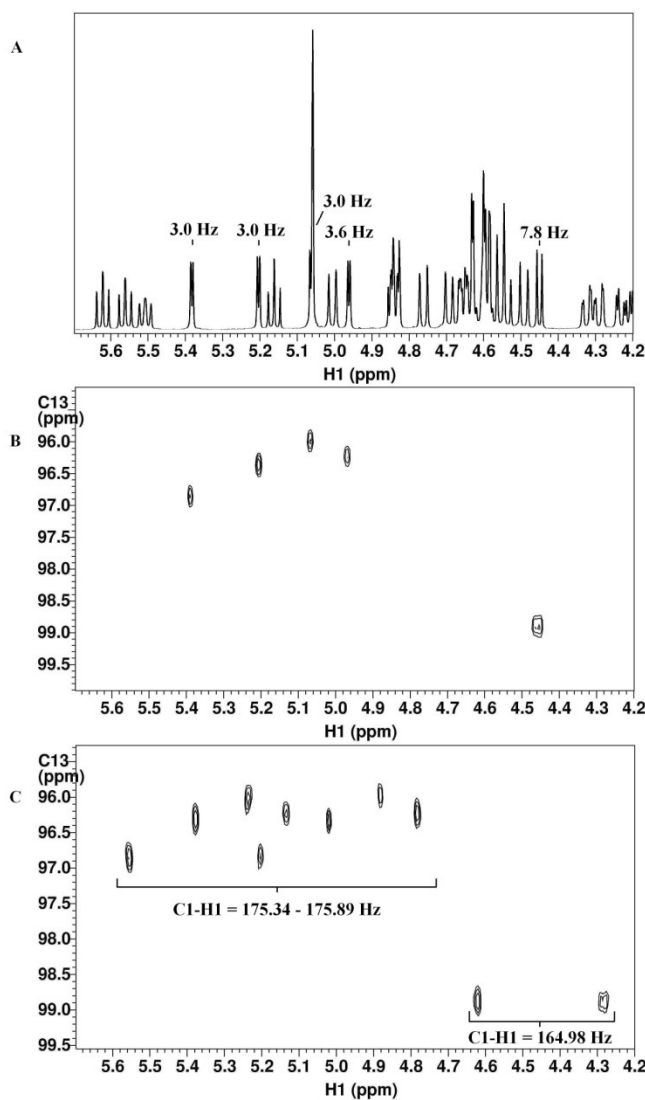 A
3.0 Hz
3.0 Hz
3.0 Hz
3.6 Hz
7.8 Hz
5.6 5.5 5.4 5.3 5.2 5.1 5.0 4.9 4.8 4.7 4.6 4.5 4.4 4.3 4.2
H1 (ppm)
C13
(ppm)
B
96.0
96.5
97.0
97.5
98.0
98.5
99.0
99.5
5.6 5.5 5.4 5.3 5.2 5.1 5.0 4.9 4.8 4.7 4.6 4.5 4.4 4.3 4.2
H1 (ppm)
C13
(ppm)
C
96.0
96.5
97.0
C1-H1 = 175.34 - 175.89 Hz
97.5
98.0
98.5
99.0
C1-H1 = 164.98 Hz
99.5
5.6 5.5 5.4 5.3 5.2 5.1 5.0 4.9 4.8 4.7 4.6 4.5 4.4 4.3 4.2
H1 (ppm)